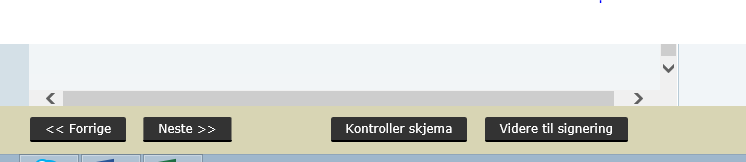 << Forrige Neste >> Kontroller skjema Videre til signering